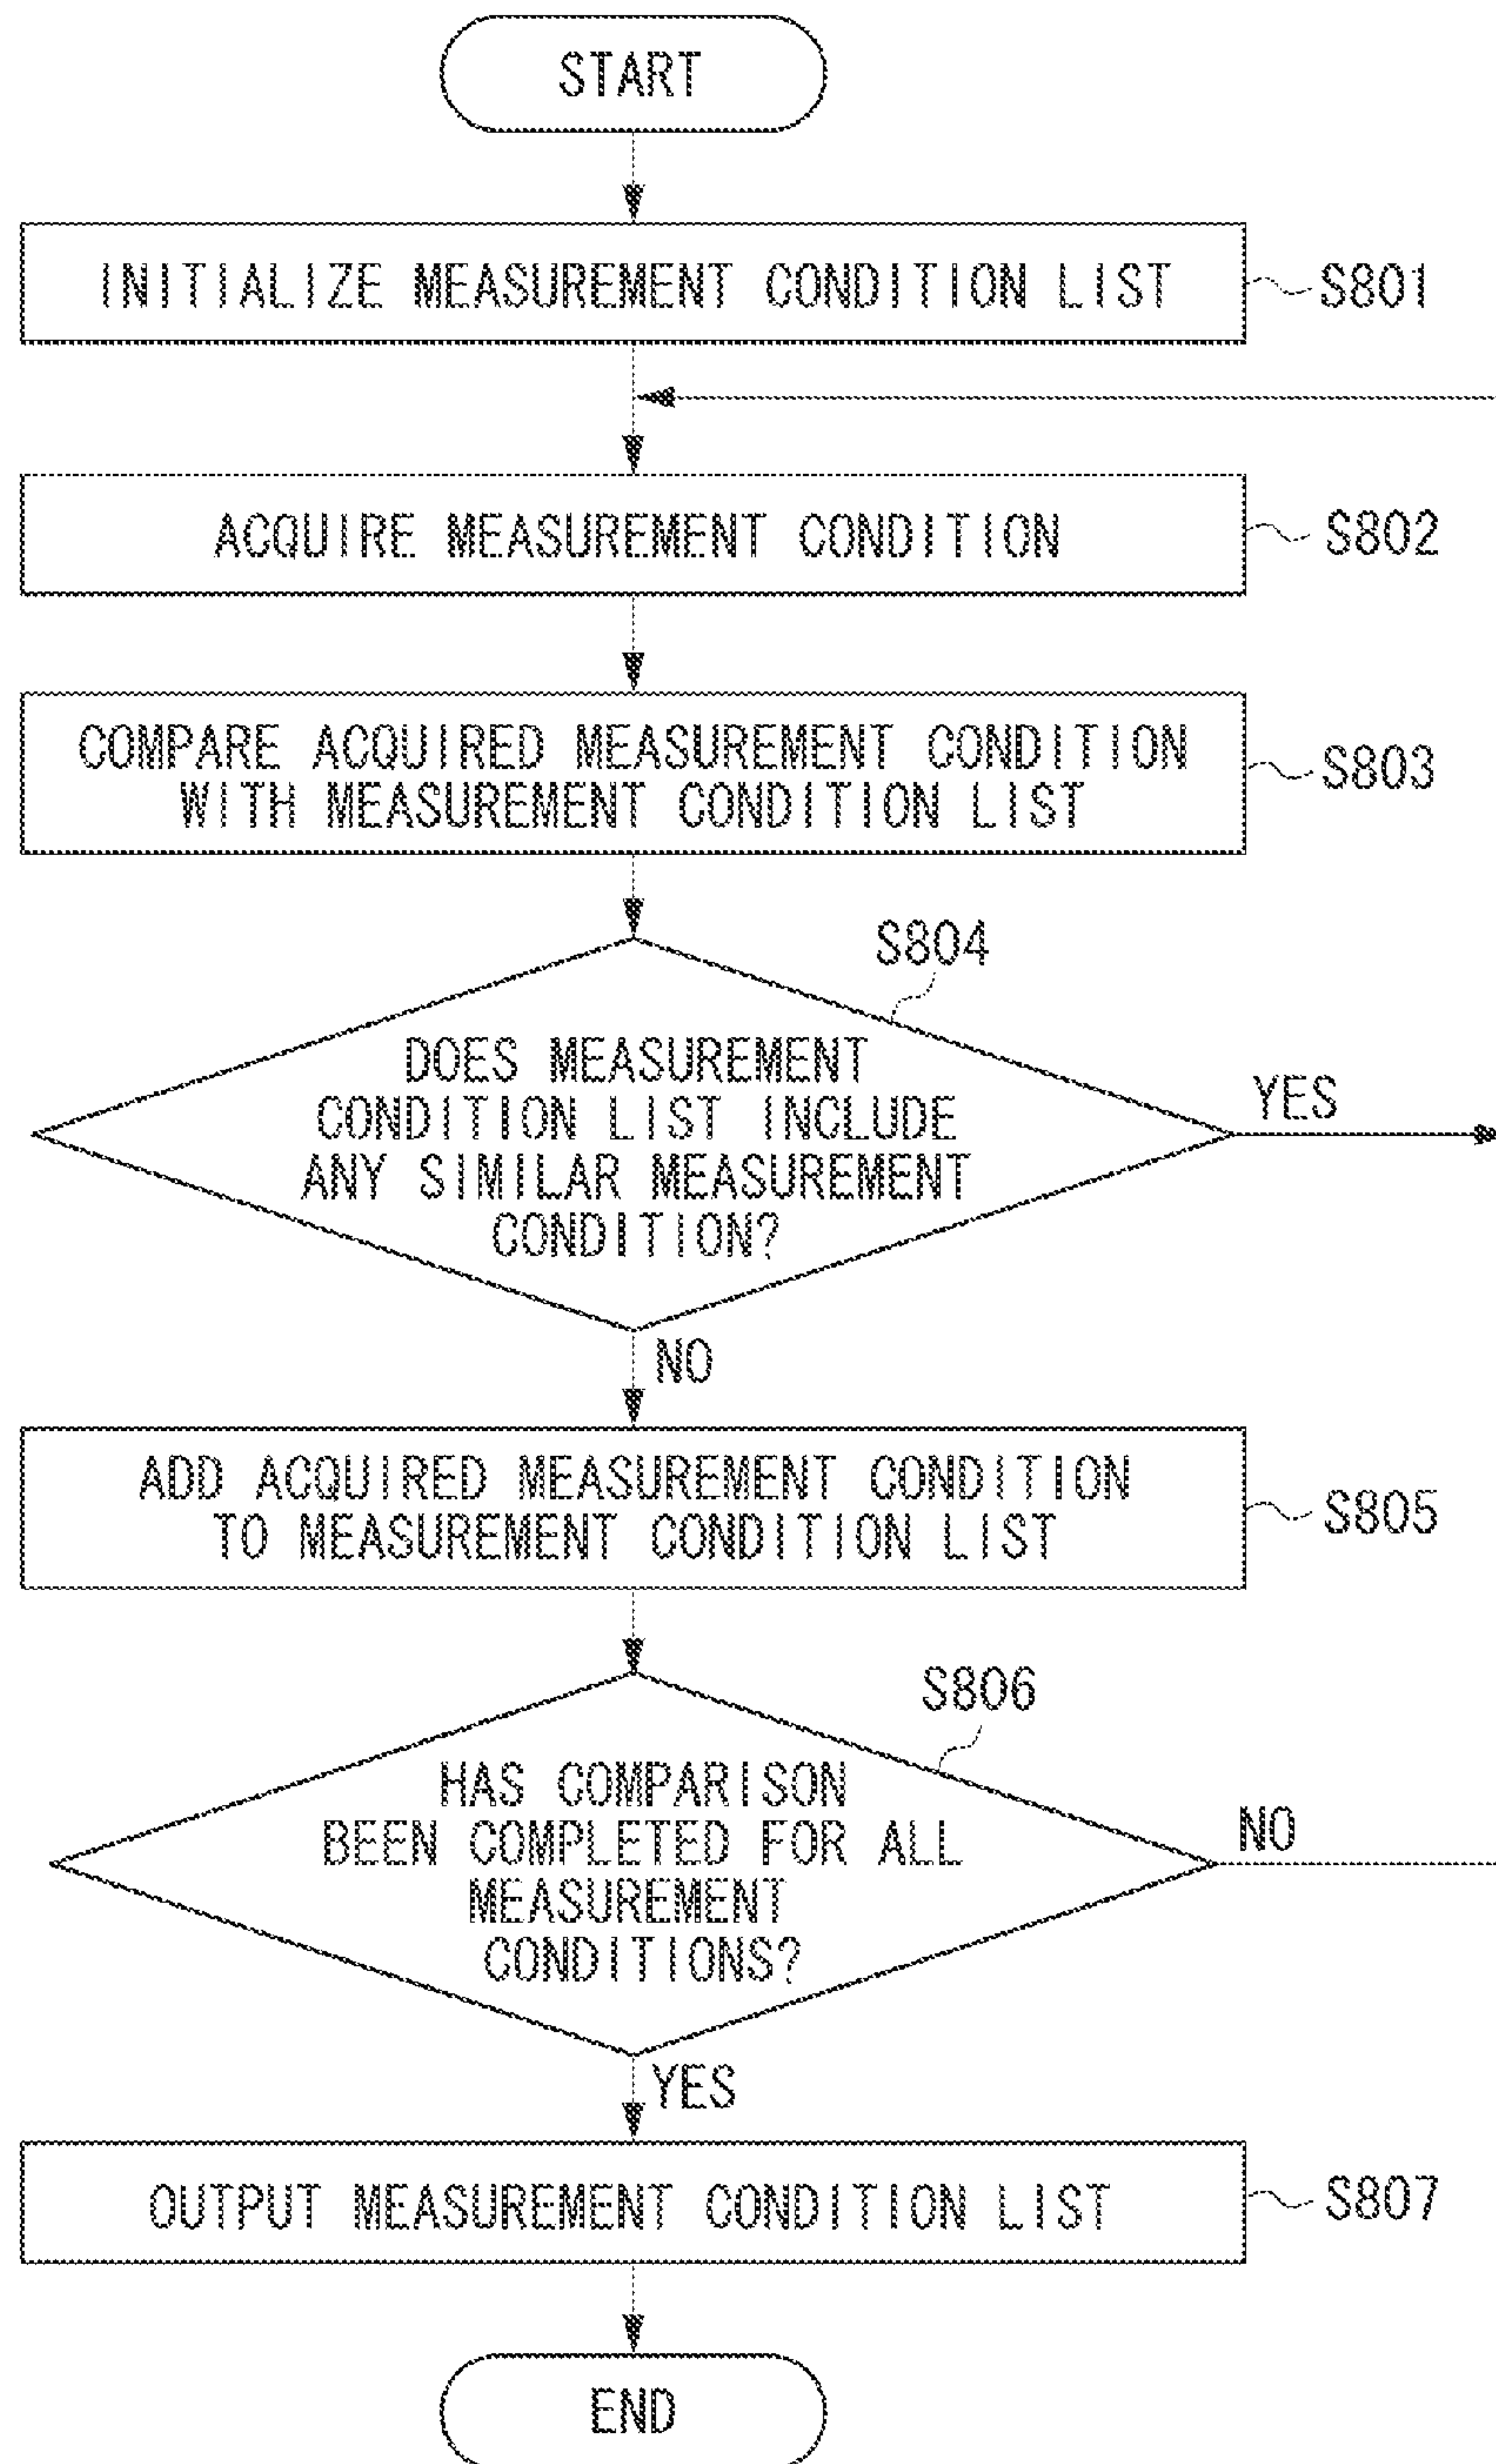 START
INITIALIZE MEASUREMENT CONDITION LIST
S801
ACQUIRE MEASUREMENT CONDITION
S802
COMPARE ACQUIRED MEASUREMENT CONDITION
WITH MEASUREMENT CONDITION LIST
S803
S804
DOES MEASUREMENT
CONDITION LIST INCLUDE
ANY SIMILAR MEASUREMENT
CONDITION?
YES
NO
ADD ACQUIRED MEASUREMENT CONDITION
TO MEASUREMENT CONDITION LIST
S805
S806
HAS COMPARISON
BEEN COMPLETED FOR ALL
MEASUREMENT
CONDITIONS?
NO
YES
OUTPUT MEASUREMENT CONDITION LIST
S807
END